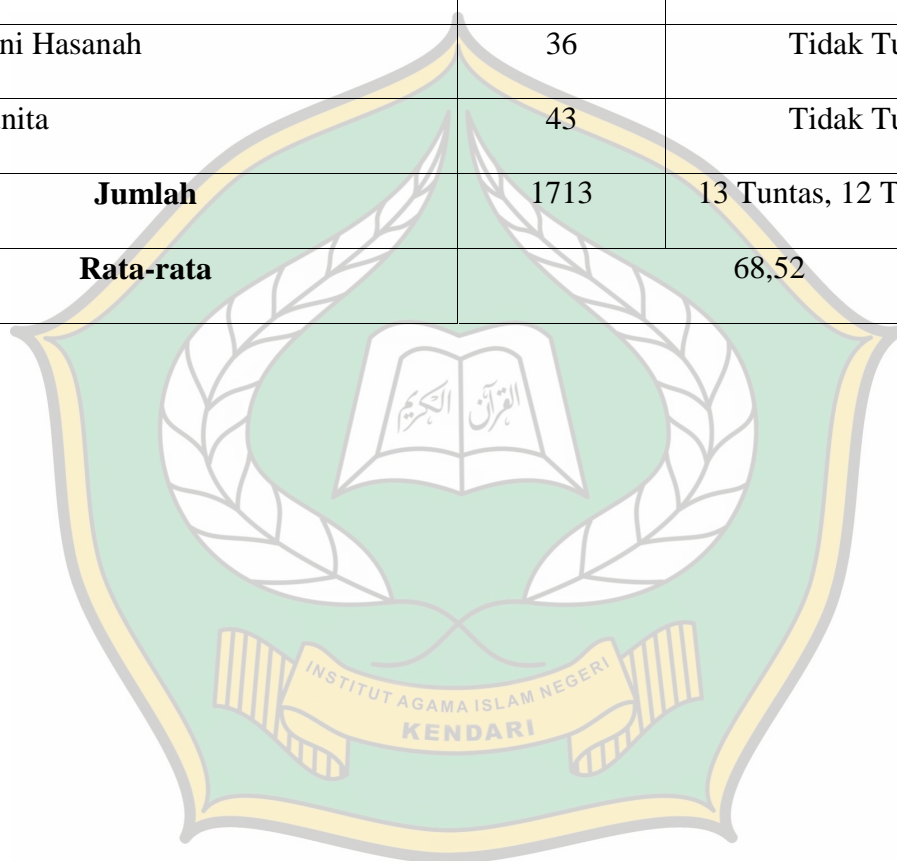 ni Hasanah 36 Tidak Tu
nita 43 Tidak Tu
Jumlah 1713 13 Tuntas, 12 T
Rata-rata 68,52
القرآن الكريم
INSTITUT AGAMA ISLAM NEGERI
KENDARI